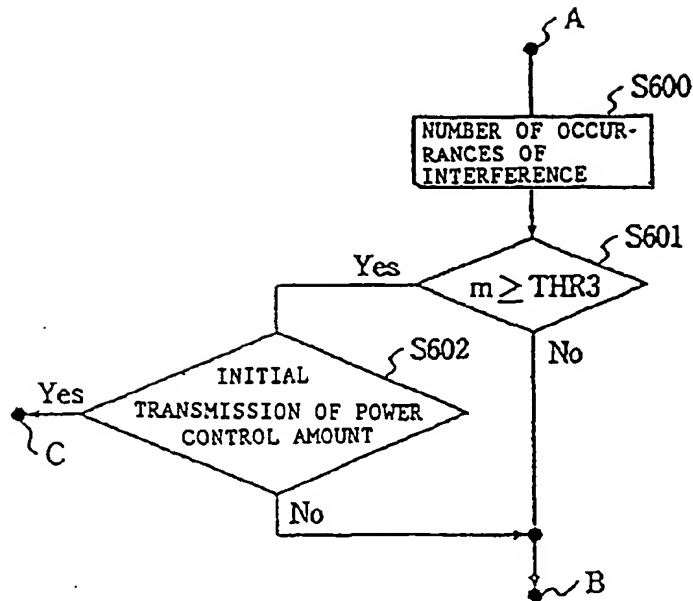 A
S600
NUMBER OF OCCUR-
RANCES OF
INTERFERENCE
S601
Yes
m ≥ THR3
No
S602
INITIAL
TRANSMISSION OF POWER
CONTROL AMOUNT
Yes
C
No
B